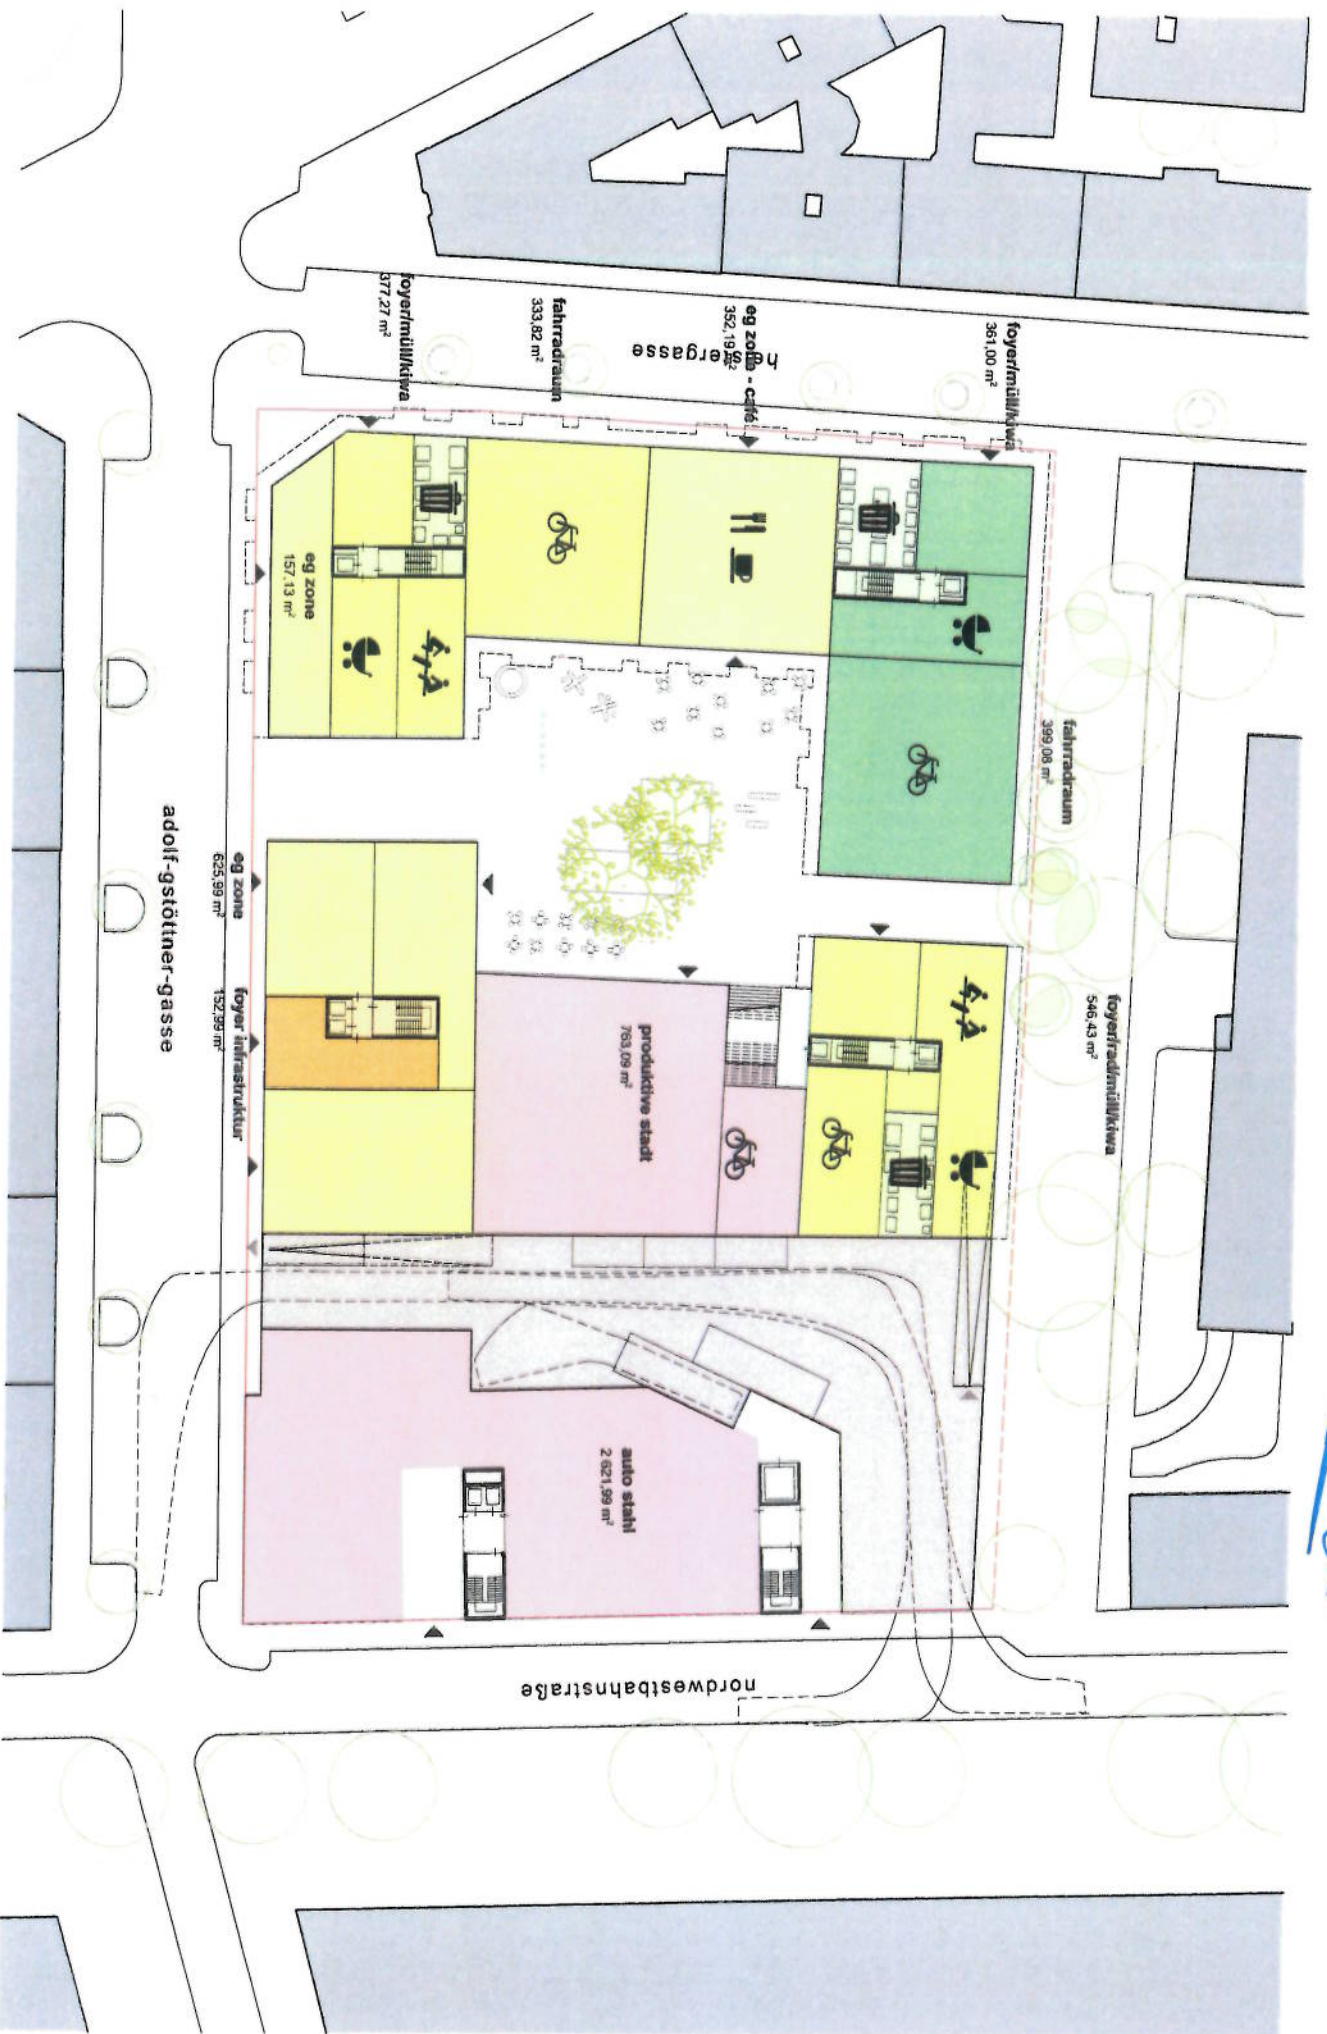 foyer/müll/kiwa
377,27 m²
fahrradraum
333,82 m²
eg zone - café
352,19 m²
foyer/müll/kiwa
361,00 m²
eg zone
157,13 m²
fahrradraum
399,08 m²
eg zone
625,99 m²
foyer infrastruktur
152,99 m²
produktive stadt
763,09 m²
foyer/rad/müll/kiwa
546,43 m²
auto stahl
2 621,99 m²
adolf-gstöttner-gasse
nordwestbahnstraße